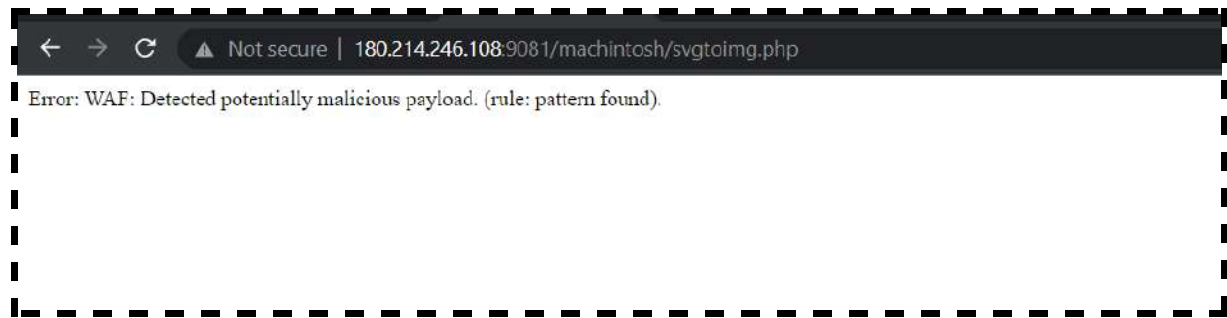 Not secure | 180.214.246.108:9081/machintosh/svgtoimg.php
Error: WAF: Detected potentially malicious payload. (rule: pattern found).